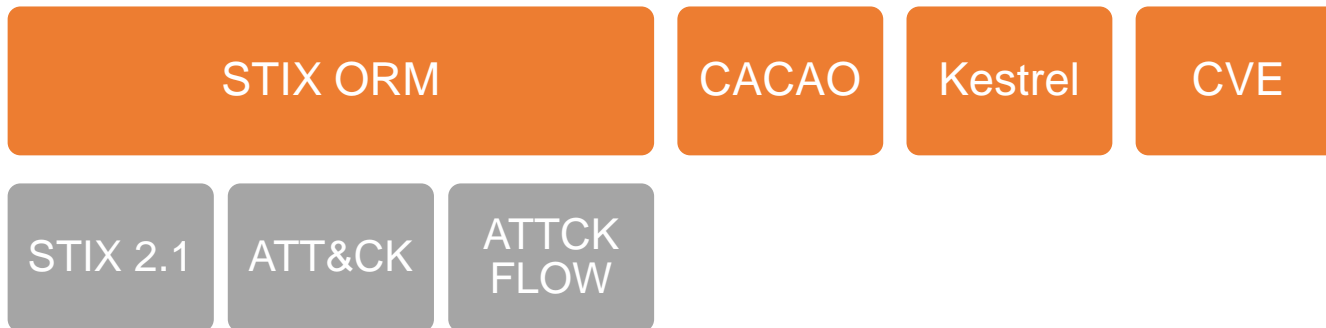 STIX ORM
CACAO
Kestrel
CVE
STIX 2.1
ATT&CK
ATTCK
FLOW